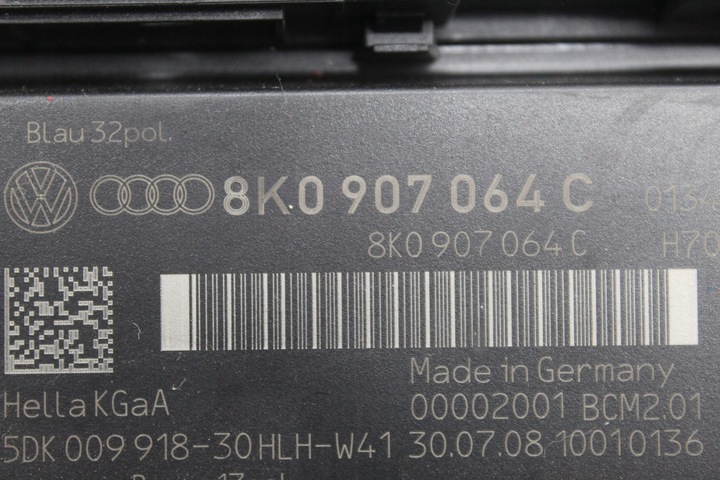 Blau 32pol.
8K0 907 064 C
8K0 907 064 C
Made in Germany
Hella KGaA 00002001 BCM2.01
5DK 009 918-30 HLH-W41 30.07.08 10010136